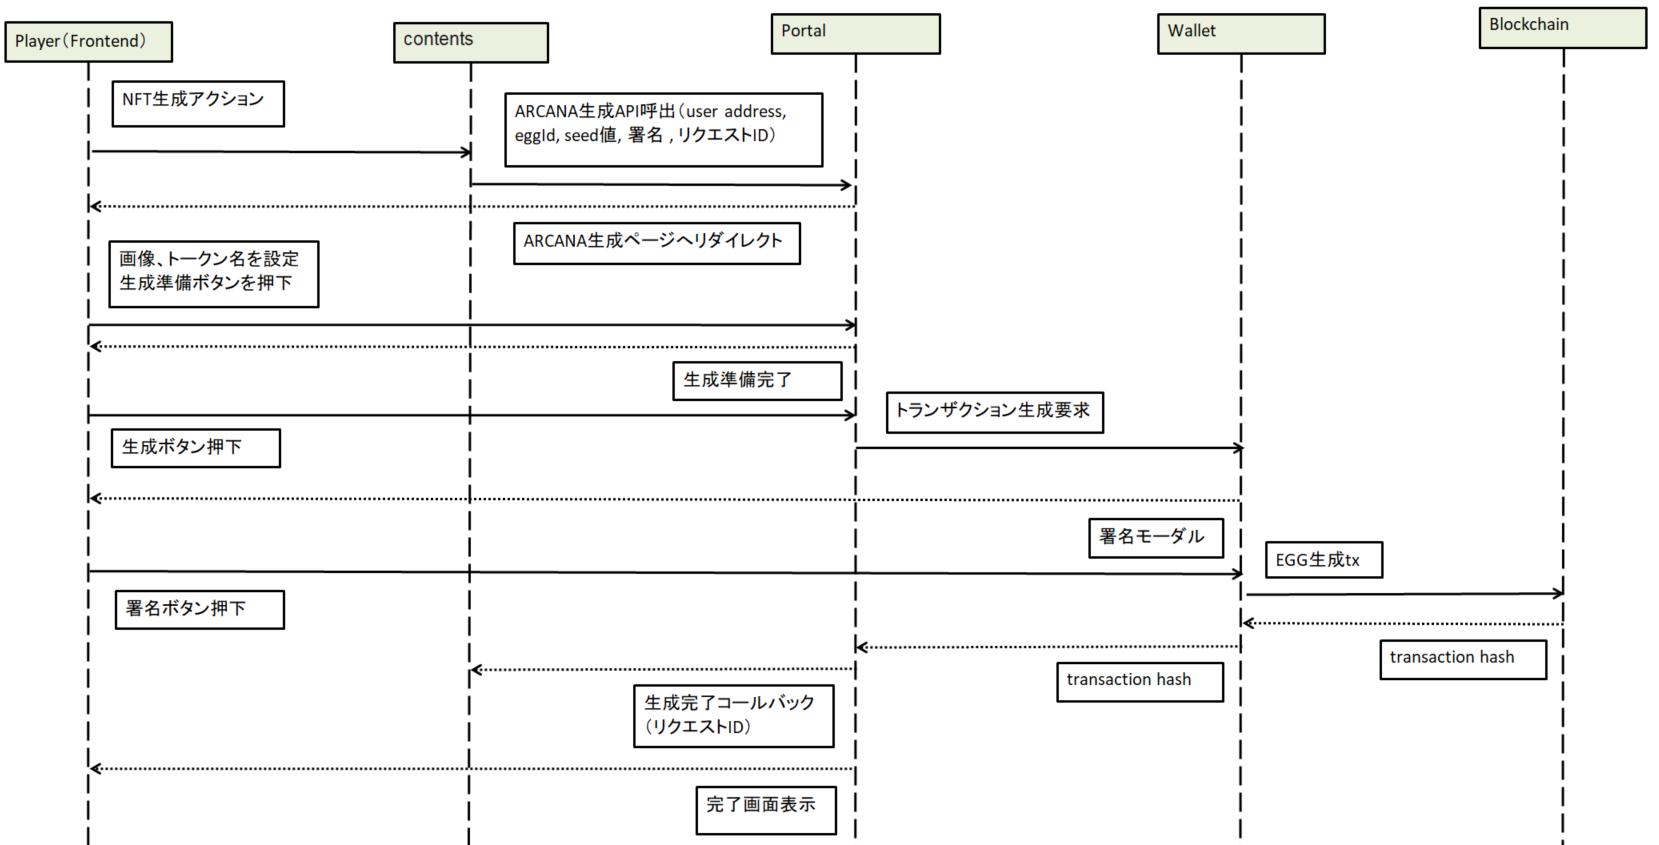 Player（Frontend）
contents
Portal
Wallet
Blockchain
NFT生成アクション
ARCANA生成API呼出（user address,
eggId, seed値, 署名 , リクエストID）
ARCANA生成ページへリダイレクト
画像、トークン名を設定
生成準備ボタンを押下
生成準備完了
トランザクション生成要求
生成ボタン押下
署名モーダル
EGG生成tx
署名ボタン押下
transaction hash
transaction hash
生成完了コールバック
（リクエストID）
完了画面表示